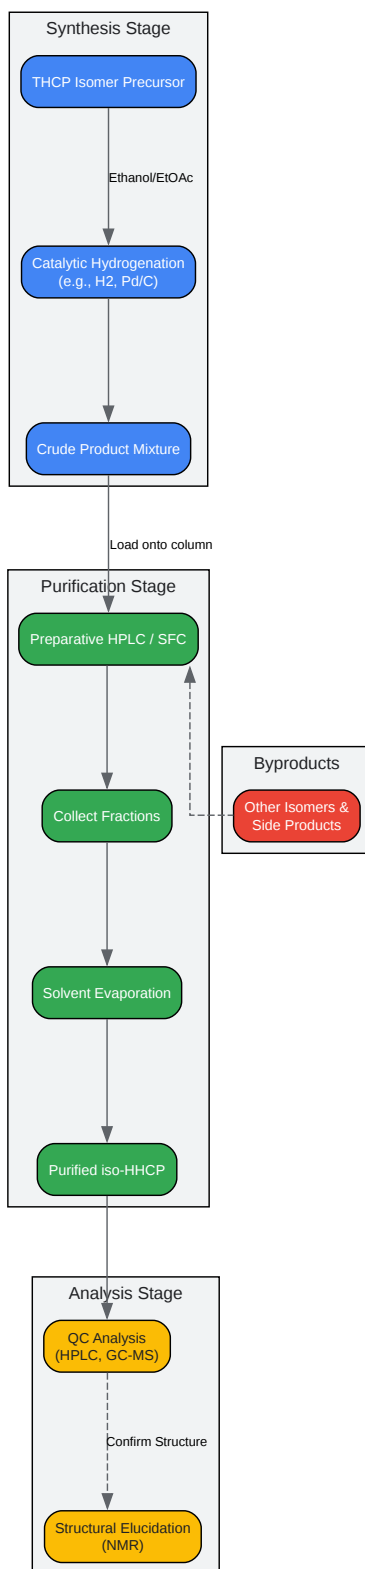 Synthesis Stage
THCP Isomer Precursor
Ethanol/EtOAc
Catalytic Hydrogenation
(e.g., H2, Pd/C)
Crude Product Mixture
Load onto column
Purification Stage
Preparative HPLC / SFC
Byproducts
Other Isomers &
Side Products
Collect Fractions
Solvent Evaporation
Purified iso-HHCP
Analysis Stage
QC Analysis
(HPLC, GC-MS)
Confirm Structure
Structural Elucidation
(NMR)